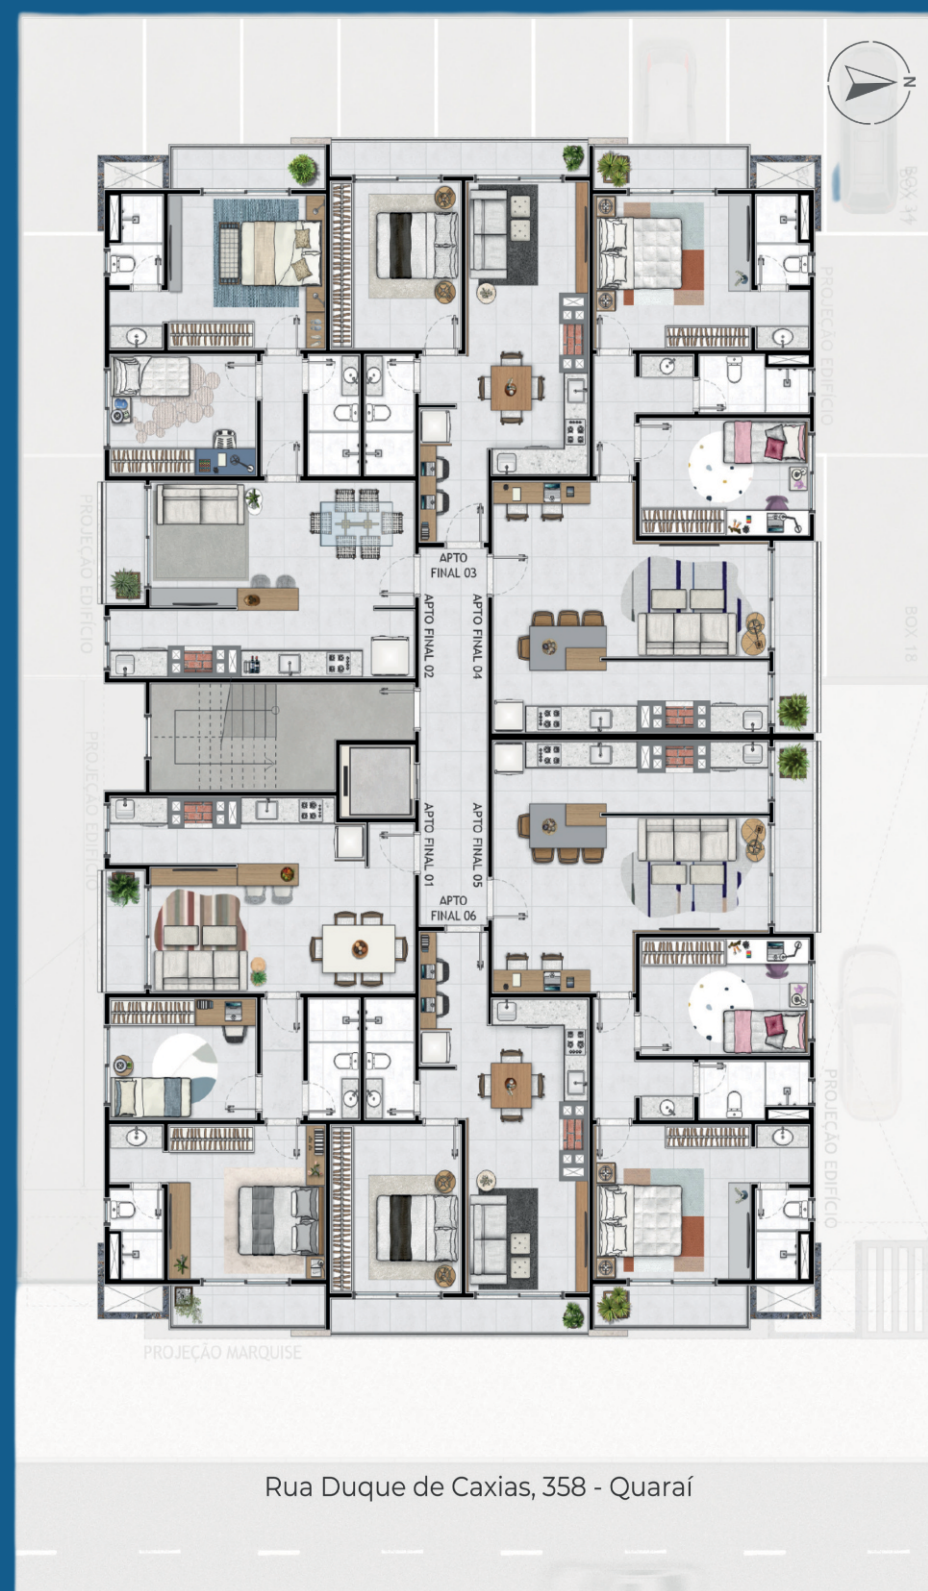 N
BOX 14
PROJEÇÃO EDIFÍCIO
PROJEÇÃO EDIFÍCIO
APTO
FINAL 03
APTO FINAL 02
APTO FINAL 04
BOX 18
PROJEÇÃO EDIFÍCIO
APTO FINAL 01
APTO FINAL 05
APTO
FINAL 06
PROJEÇÃO EDIFÍCIO
PROJEÇÃO MARQUISE
Rua Duque de Caxias, 358 - Quaraí